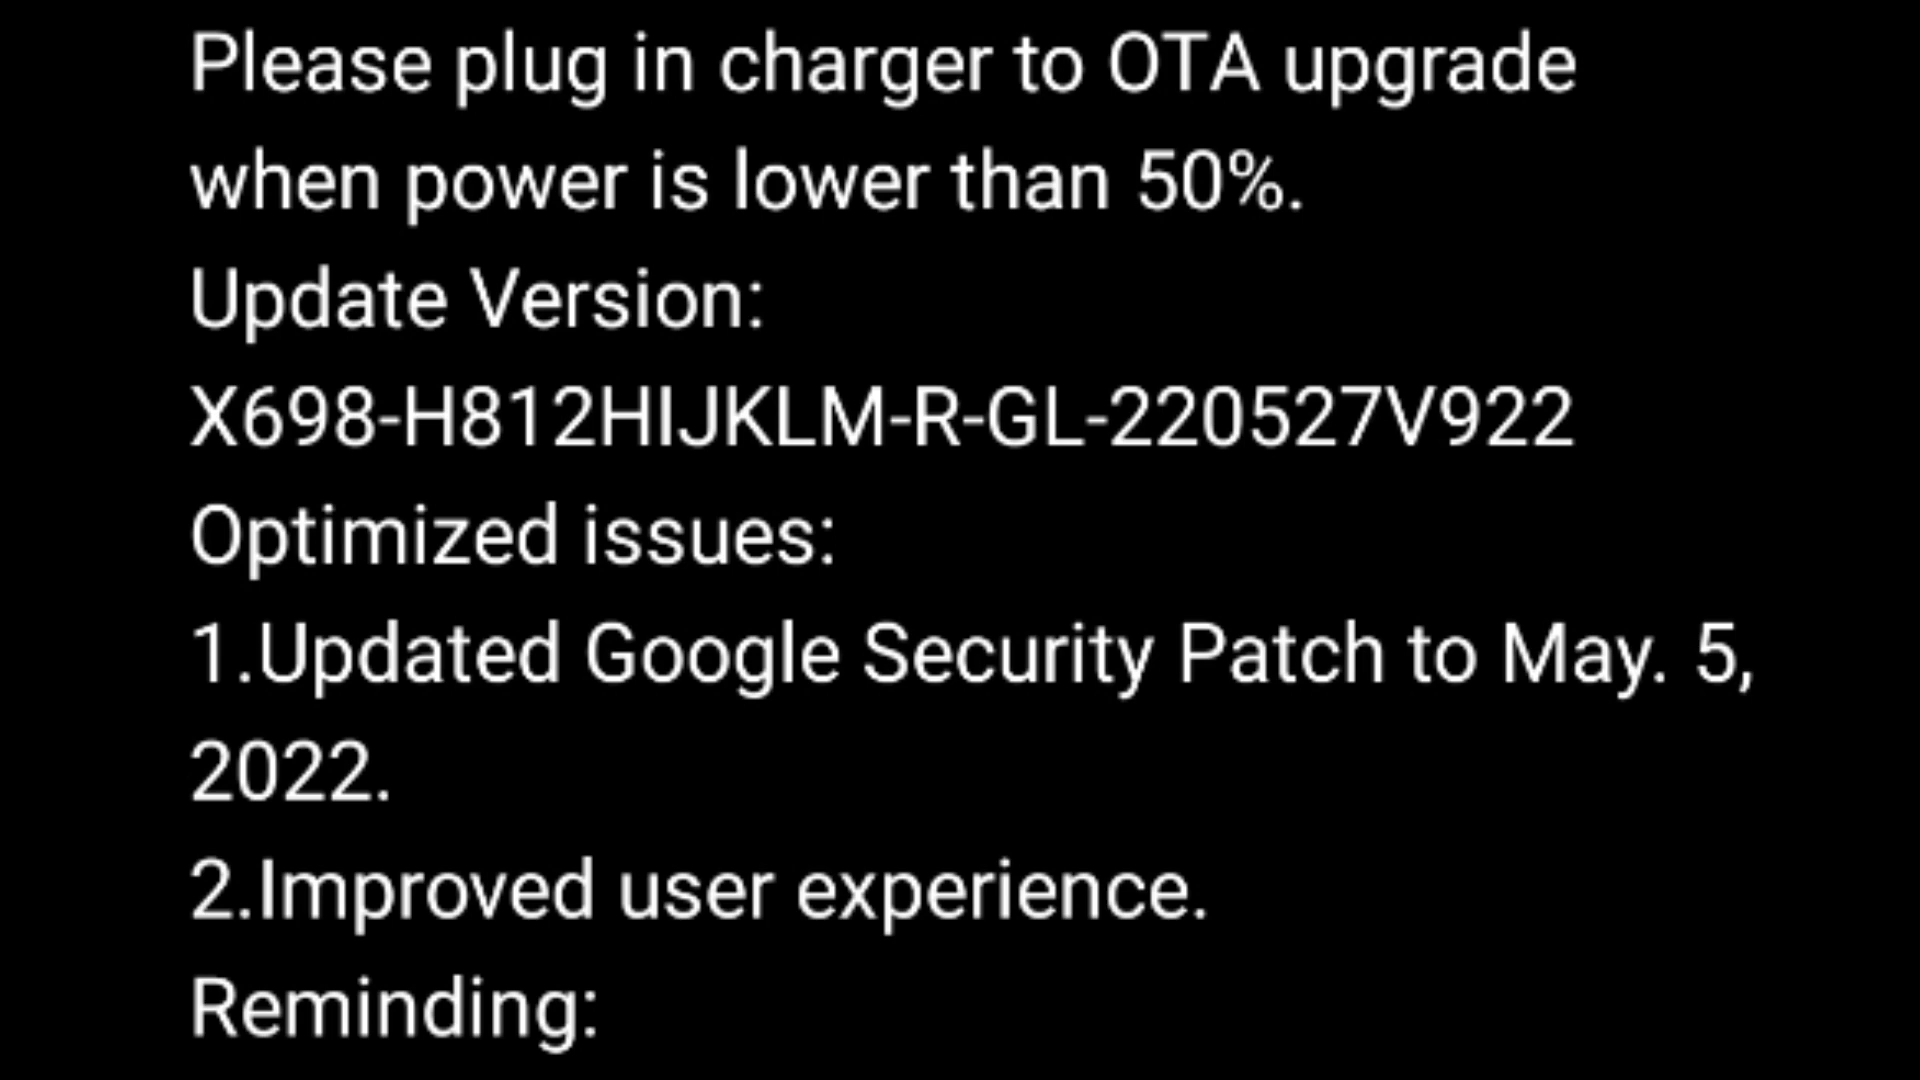 Please plug in charger to OTA upgrade
when power is lower than 50%.
Update Version:
X698-H812HIJKLM-R-GL-220527V922
Optimized issues:
1.Updated Google Security Patch to May. 5,
2022.
2.Improved user experience.
Reminding: